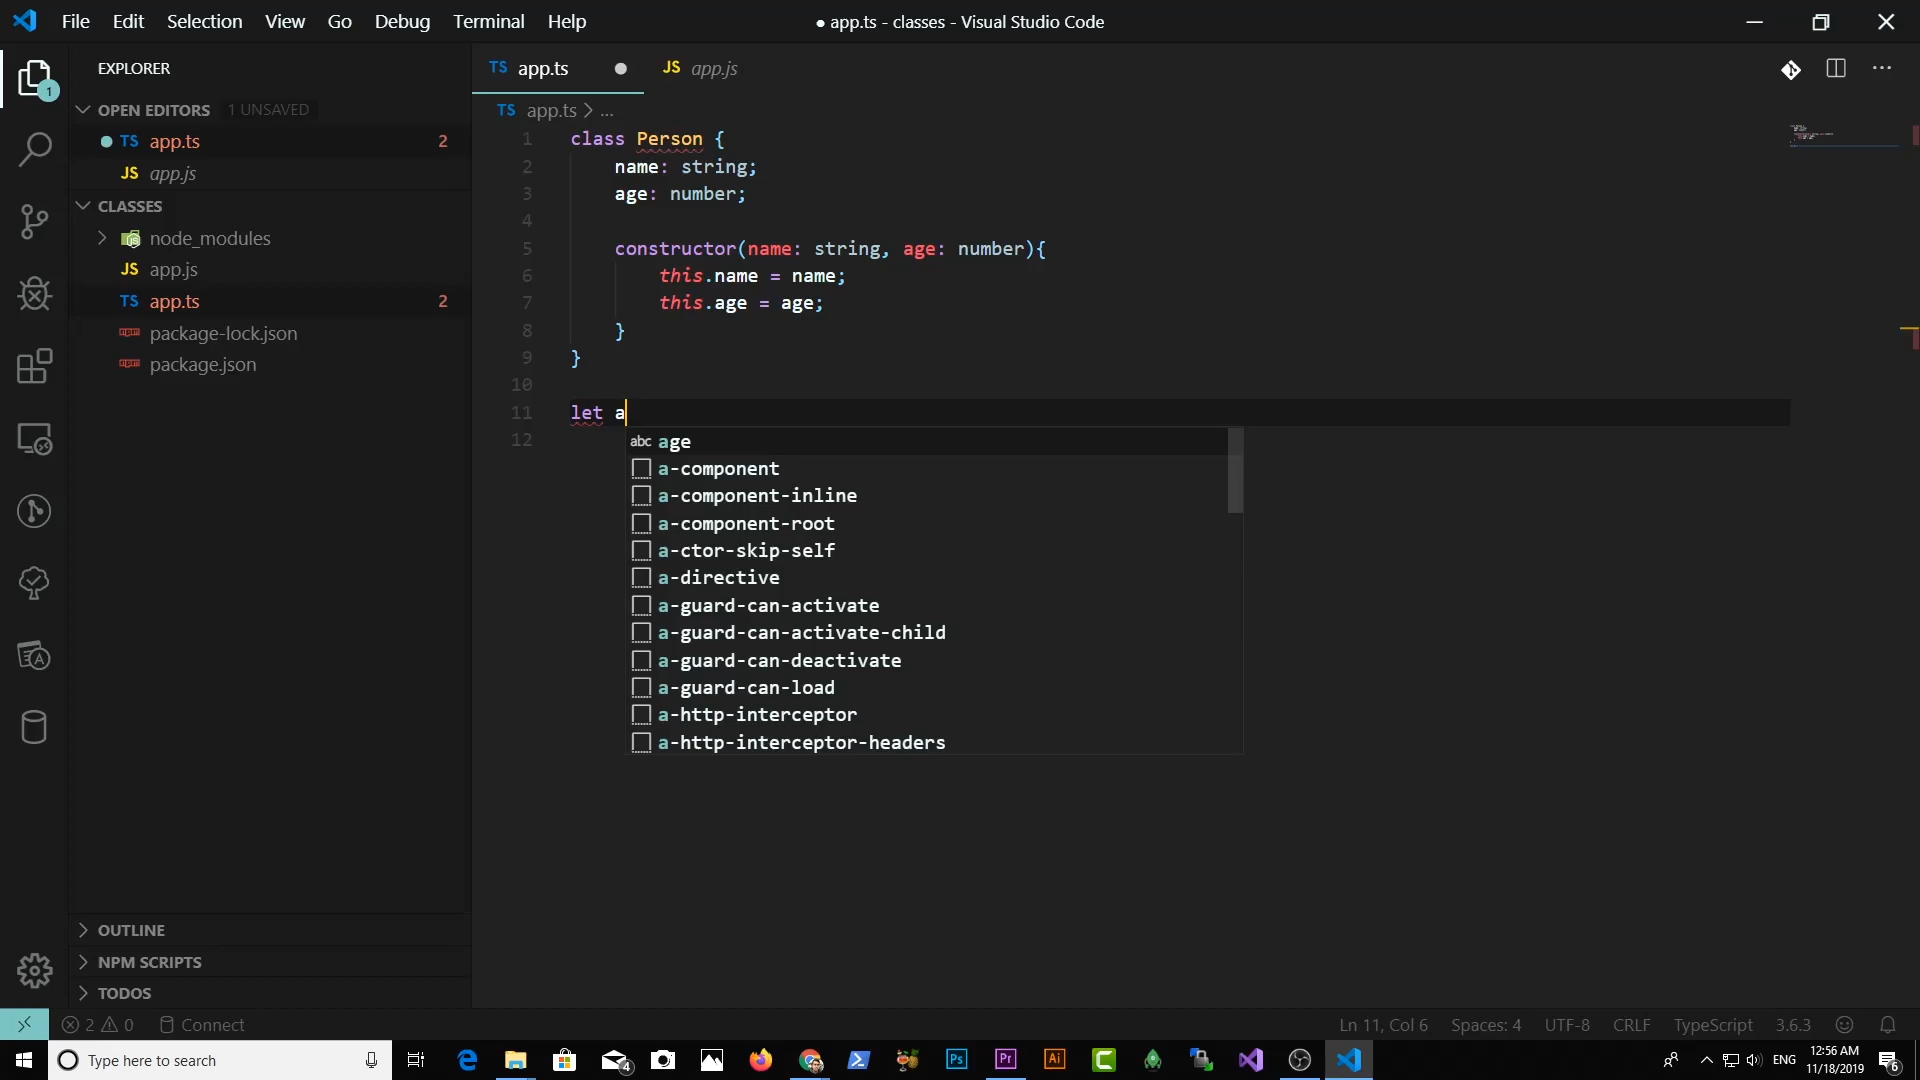 File Edit Selection View Go Debug Terminal Help
● app.ts - classes - Visual Studio Code
EXPLORER
OPEN EDITORS 1 UNSAVED
TS app.ts 2
JS app.js
CLASSES
node_modules
JS app.js
TS app.ts 2
package-lock.json
package.json
OUTLINE
NPM SCRIPTS
TODOS
1
TS app.ts
JS app.js
TS app.ts > ...
1 class Person {
2 name: string;
3 age: number;
4
5 constructor(name: string, age: number){
6 this.name = name;
7 this.age = age;
8 }
9 }
10
11 let a
12
abc age
a-component
a-component-inline
a-component-root
a-ctor-skip-self
a-directive
a-guard-can-activate
a-guard-can-activate-child
a-guard-can-deactivate
a-guard-can-load
a-http-interceptor
a-http-interceptor-headers
2 0 Connect
Ln 11, Col 6 Spaces: 4 UTF-8 CRLF TypeScript 3.6.3
Type here to search
4
Ps Pr Ai
ENG
12:56 AM
11/18/2019
6